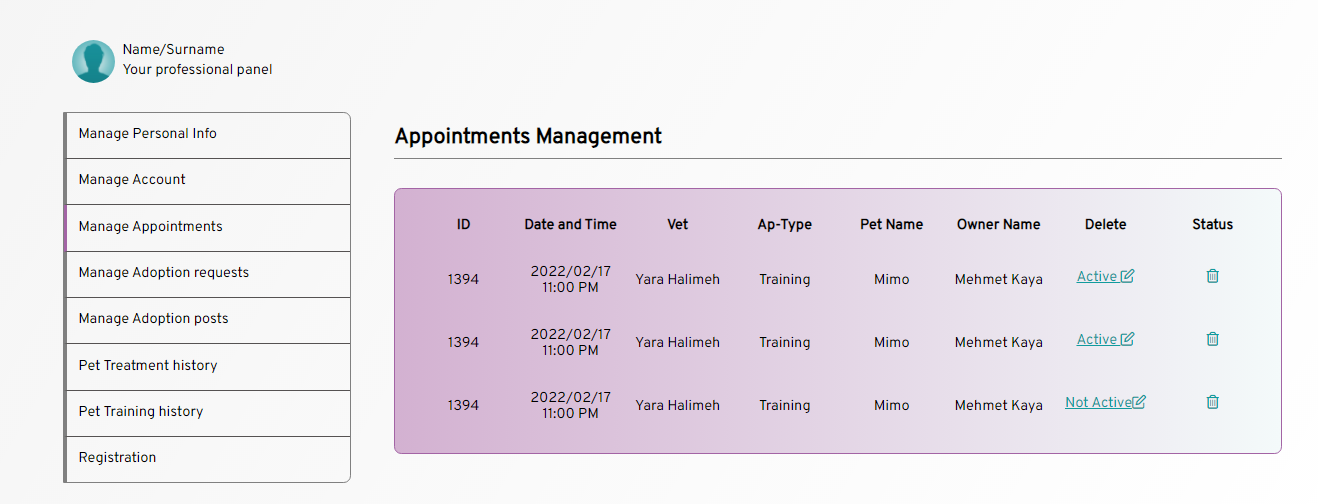 Name/Surname
Your professional panel
Manage Personal Info
Manage Account
Manage Appointments
Manage Adoption requests
Manage Adoption posts
Pet Treatment history
Pet Training history
Registration
Appointments Management
ID Date and Time Vet Ap-Type Pet Name Owner Name Delete Status
1394 2022/02/17 11:00 PM Yara Halimeh Training Mimo Mehmet Kaya Active
1394 2022/02/17 11:00 PM Yara Halimeh Training Mimo Mehmet Kaya Active
1394 2022/02/17 11:00 PM Yara Halimeh Training Mimo Mehmet Kaya Not Active